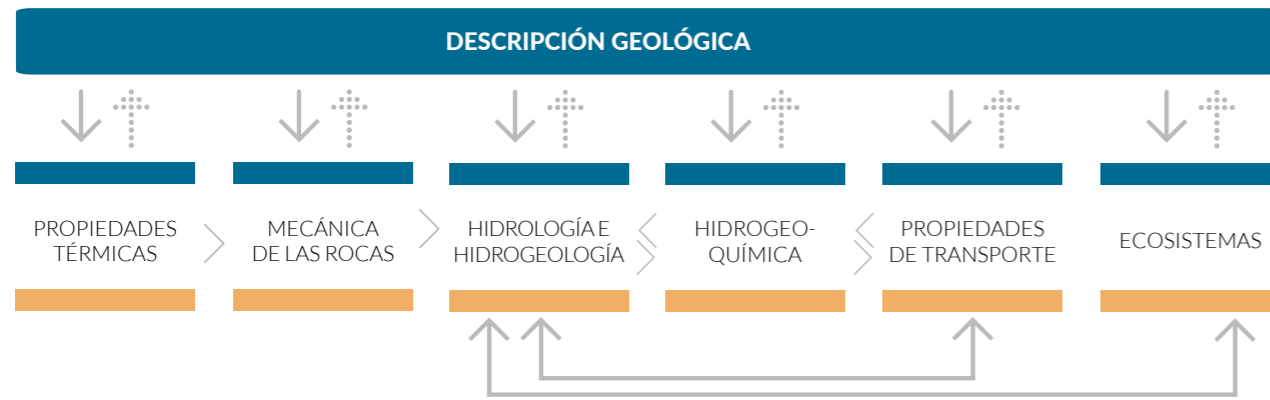 DESCRIPCIÓN GEOLÓGICA
PROPIEDADES
TÉRMICAS
MECÁNICA
DE LAS ROCAS
HIDROLOGÍA E
HIDROGEOLOGÍA
HIDROGEO-
QUÍMICA
PROPIEDADES
DE TRANSPORTE
ECOSISTEMAS